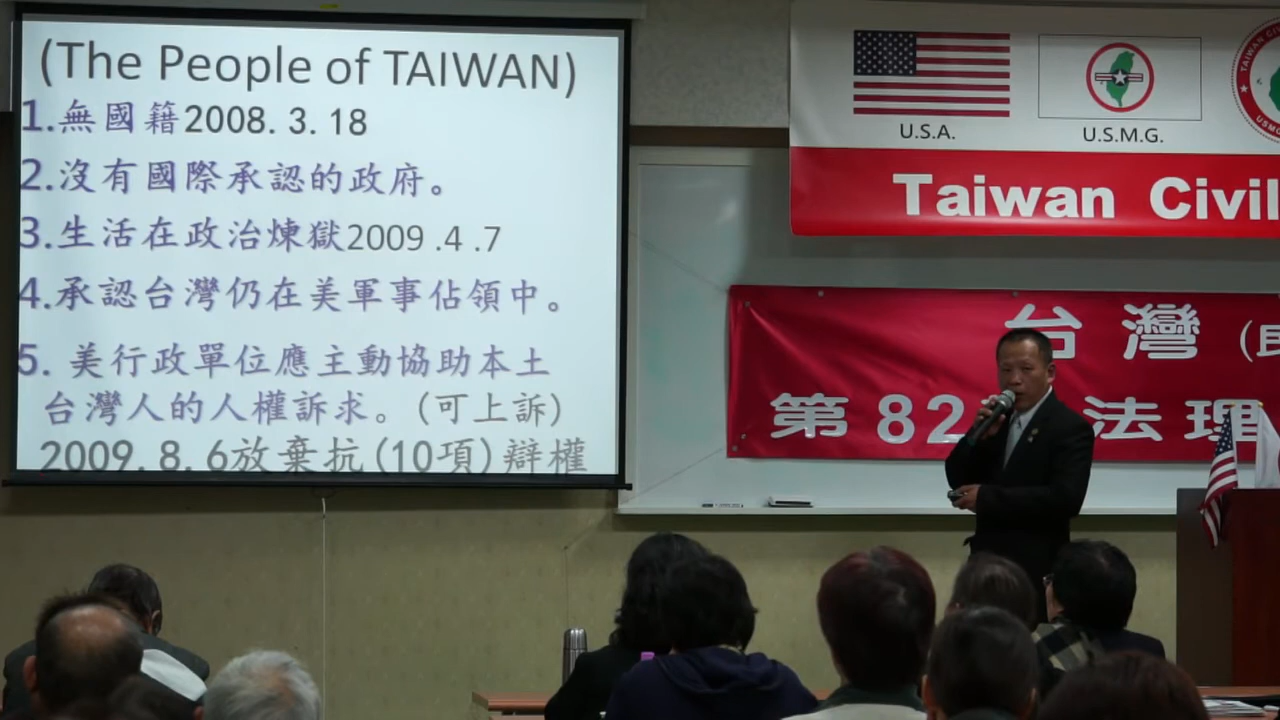 (The People of TAIWAN)
1.無國籍2008.3.18
2.沒有國際承認的政府。
3.生活在政治煉獄2009.4.7
4.承認台灣仍在美軍事佔領中。
5. 美行政單位應主動協助本土
台灣人的人權訴求。(可上訴)
2009.8.6放棄抗(10項)辯權
U.S.A.
U.S.M.G.
Taiwan Civil
台灣(民
第82
法理